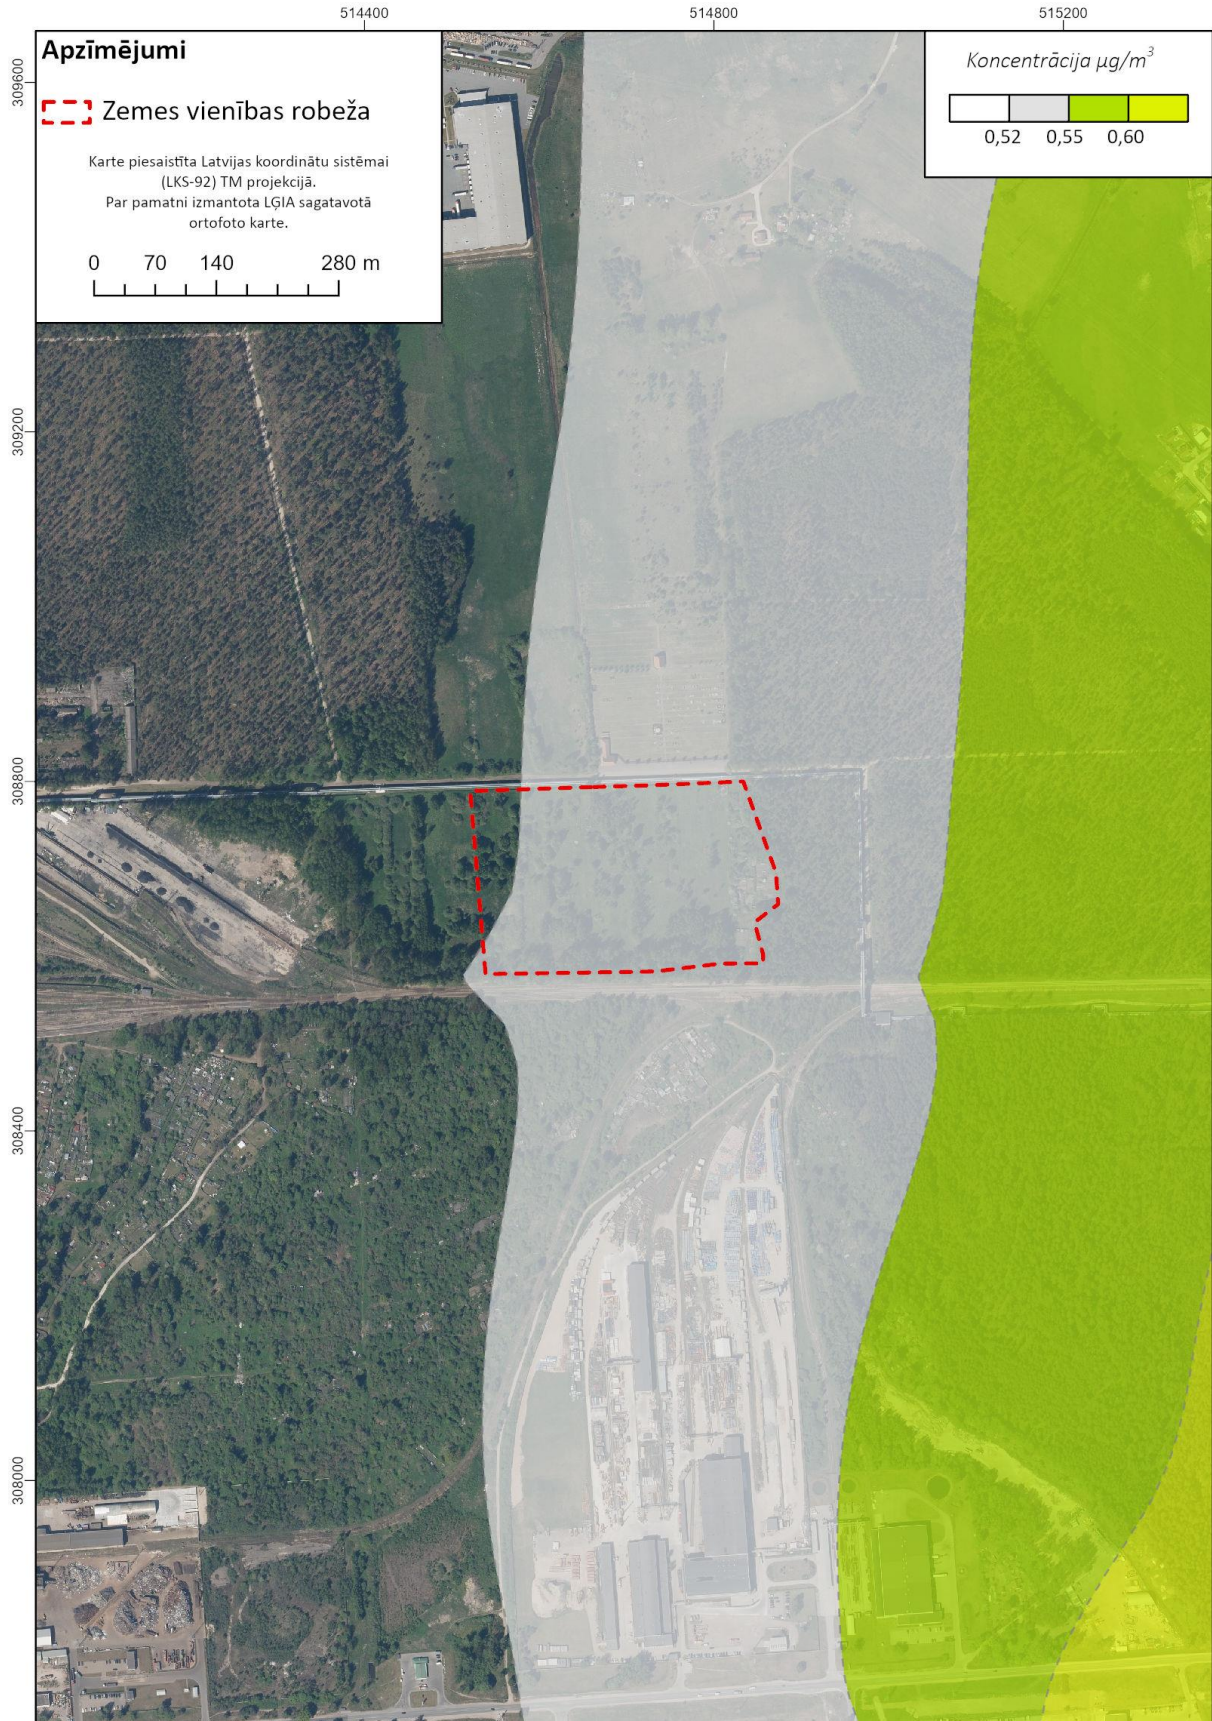 514400
514800
515200
Apzīmējumi
Zemes vienības robeža
Karte piesaistīta Latvijas koordinātu sistēmai
(LKS-92) TM projekcijā.
Par pamatni izmantota LĢIA sagatavotā
ortofoto karte.
0 70 140 280 m
Koncentrācija µg/m³
0,52 0,55 0,60
309600
309200
308800
308400
308000